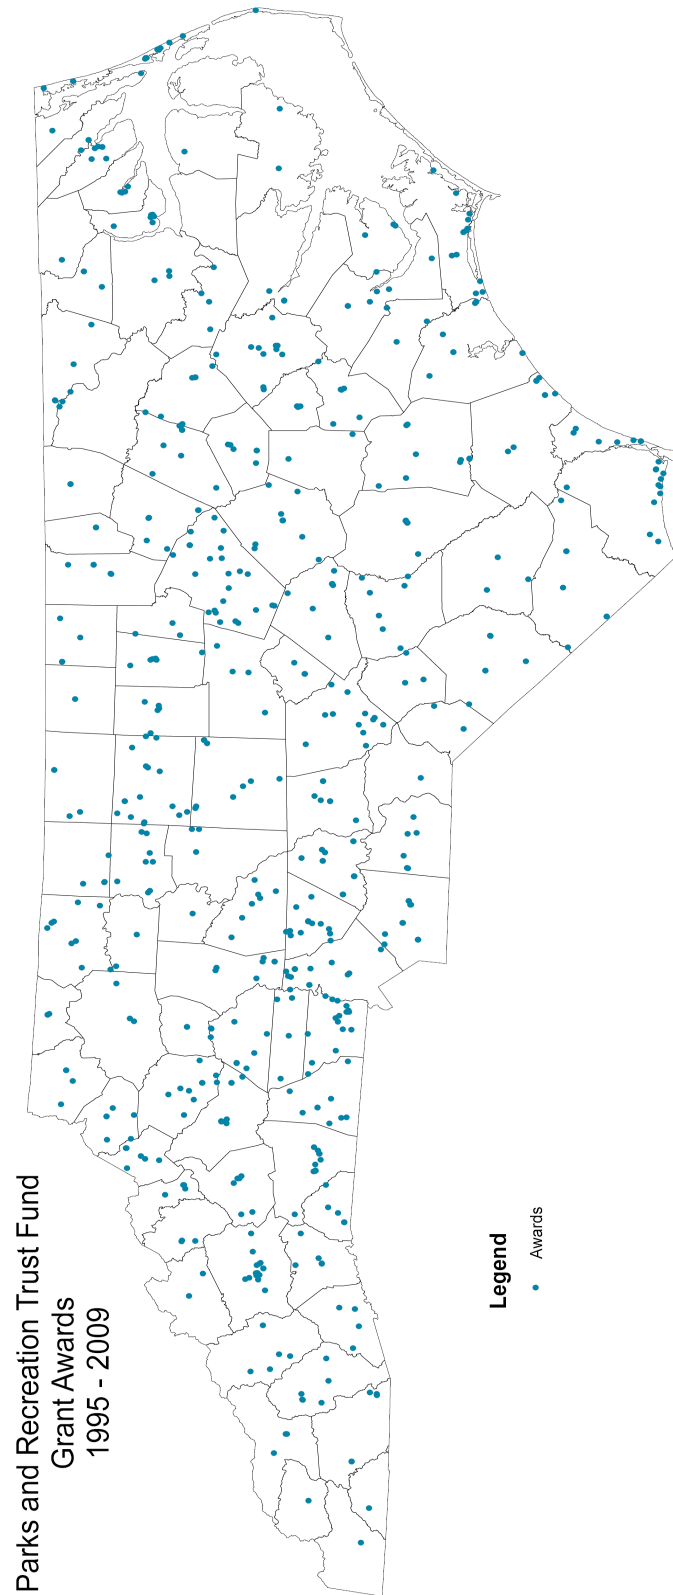 Parks and Recreation Trust Fund
Grant Awards
1995 - 2009
Legend
Awards